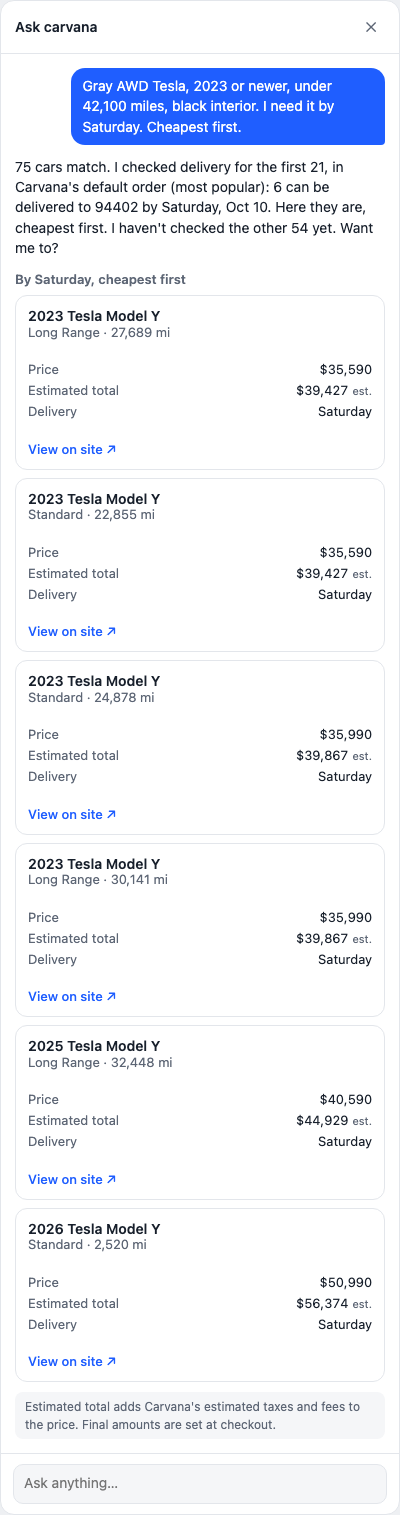 Ask carvana
Gray AWD Tesla, 2023 or newer, under
42,100 miles, black interior. I need it by
Saturday. Cheapest first.
75 cars match. I checked delivery for the first 21, in
Carvana's default order (most popular): 6 can be
delivered to 94402 by Saturday, Oct 10. Here they are,
cheapest first. I haven't checked the other 54 yet. Want
me to?
By Saturday, cheapest first
2023 Tesla Model Y
Long Range · 27,689 mi
Price $35,590
Estimated total $39,427 est.
Delivery Saturday
View on site ↗
2023 Tesla Model Y
Standard · 22,855 mi
Price $35,590
Estimated total $39,427 est.
Delivery Saturday
View on site ↗
2023 Tesla Model Y
Standard · 24,878 mi
Price $35,990
Estimated total $39,867 est.
Delivery Saturday
View on site ↗
2023 Tesla Model Y
Long Range · 30,141 mi
Price $35,990
Estimated total $39,867 est.
Delivery Saturday
View on site ↗
2025 Tesla Model Y
Long Range · 32,448 mi
Price $40,590
Estimated total $44,929 est.
Delivery Saturday
View on site ↗
2026 Tesla Model Y
Standard · 2,520 mi
Price $50,990
Estimated total $56,374 est.
Delivery Saturday
View on site ↗
Estimated total adds Carvana's estimated taxes and fees to
the price. Final amounts are set at checkout.
Ask anything...